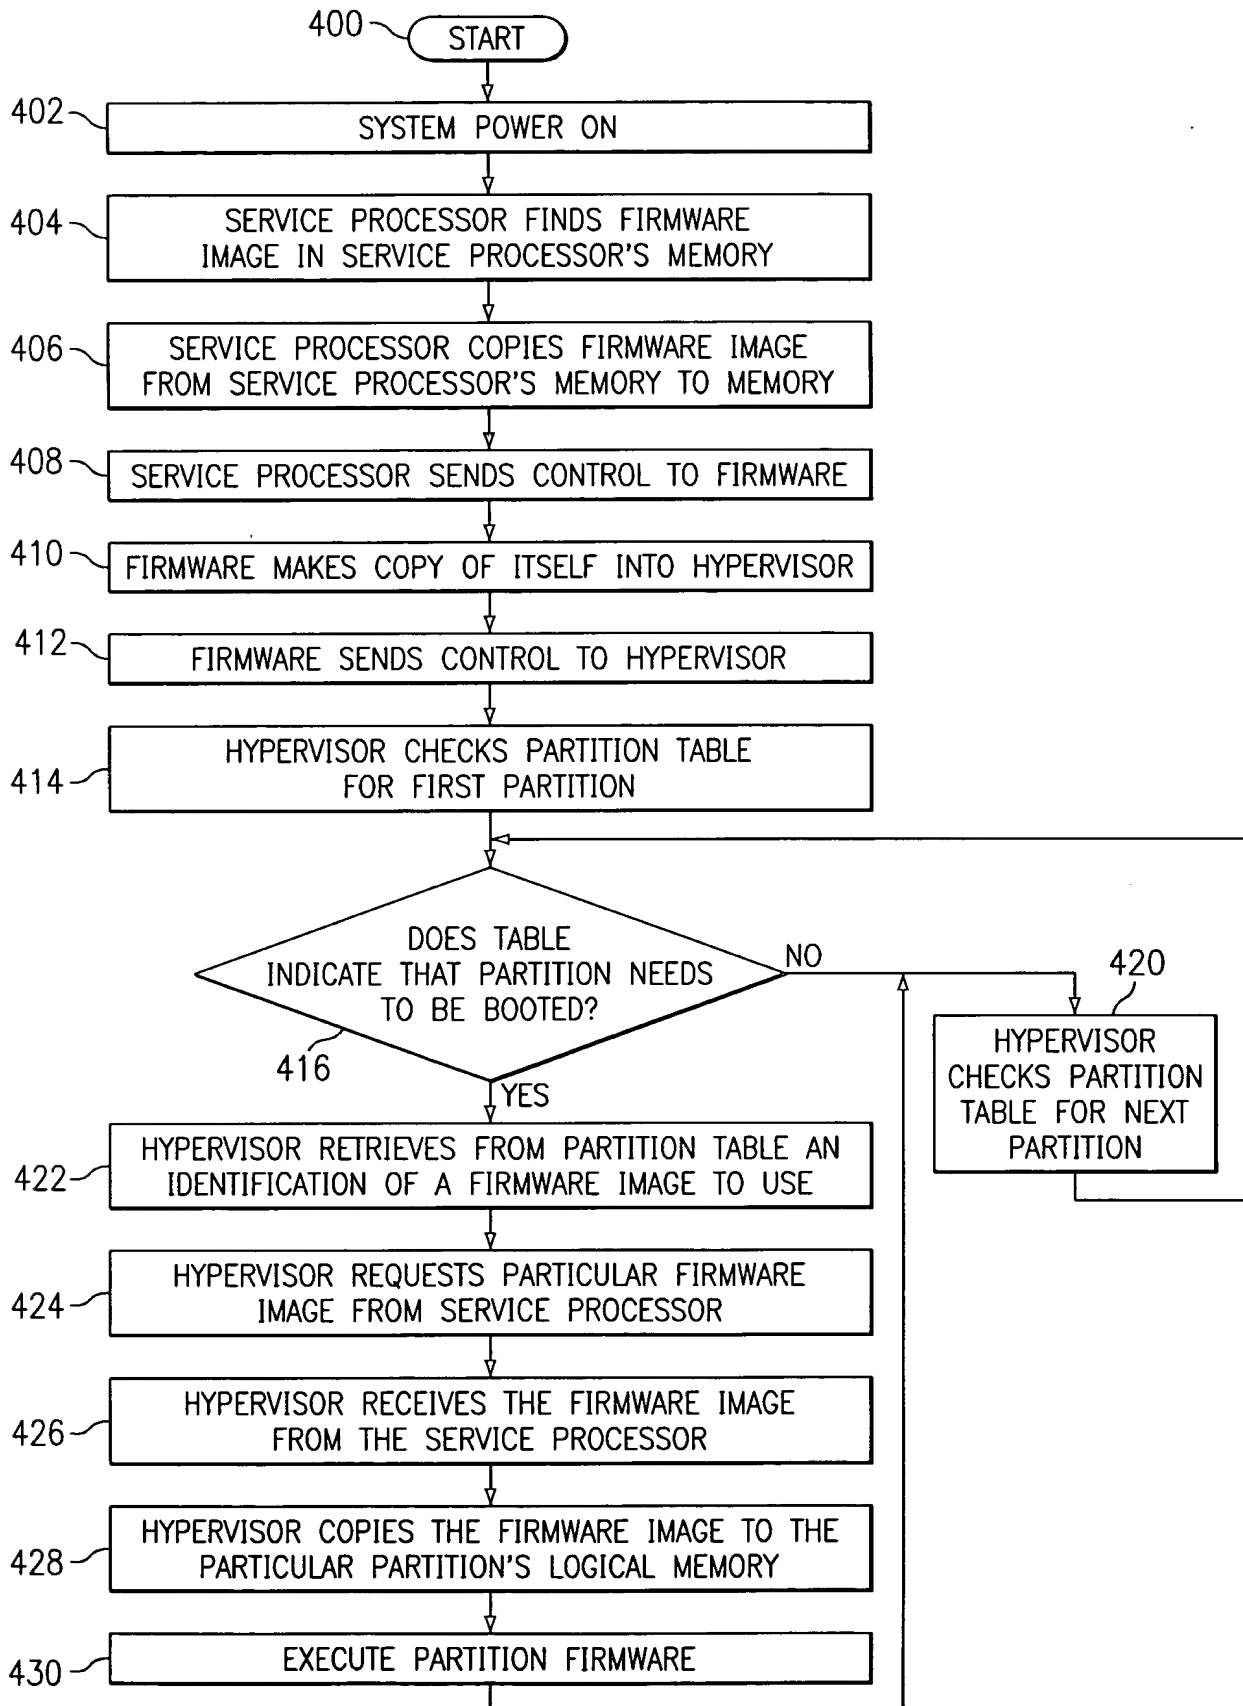 400
START
402
SYSTEM POWER ON
404
SERVICE PROCESSOR FINDS FIRMWARE
IMAGE IN SERVICE PROCESSOR'S MEMORY
406
SERVICE PROCESSOR COPIES FIRMWARE IMAGE
FROM SERVICE PROCESSOR'S MEMORY TO MEMORY
408
SERVICE PROCESSOR SENDS CONTROL TO FIRMWARE
410
FIRMWARE MAKES COPY OF ITSELF INTO HYPERVISOR
412
FIRMWARE SENDS CONTROL TO HYPERVISOR
414
HYPERVISOR CHECKS PARTITION TABLE
FOR FIRST PARTITION
DOES TABLE
INDICATE THAT PARTITION NEEDS
TO BE BOOTED?
416
NO
YES
420
HYPERVISOR
CHECKS PARTITION
TABLE FOR NEXT
PARTITION
422
HYPERVISOR RETRIEVES FROM PARTITION TABLE AN
IDENTIFICATION OF A FIRMWARE IMAGE TO USE
424
HYPERVISOR REQUESTS PARTICULAR FIRMWARE
IMAGE FROM SERVICE PROCESSOR
426
HYPERVISOR RECEIVES THE FIRMWARE IMAGE
FROM THE SERVICE PROCESSOR
428
HYPERVISOR COPIES THE FIRMWARE IMAGE TO THE
PARTICULAR PARTITION'S LOGICAL MEMORY
430
EXECUTE PARTITION FIRMWARE